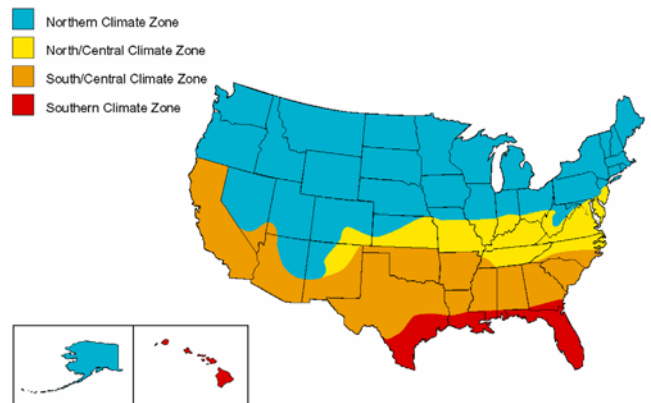 Northern Climate Zone
North/Central Climate Zone
South/Central Climate Zone
Southern Climate Zone